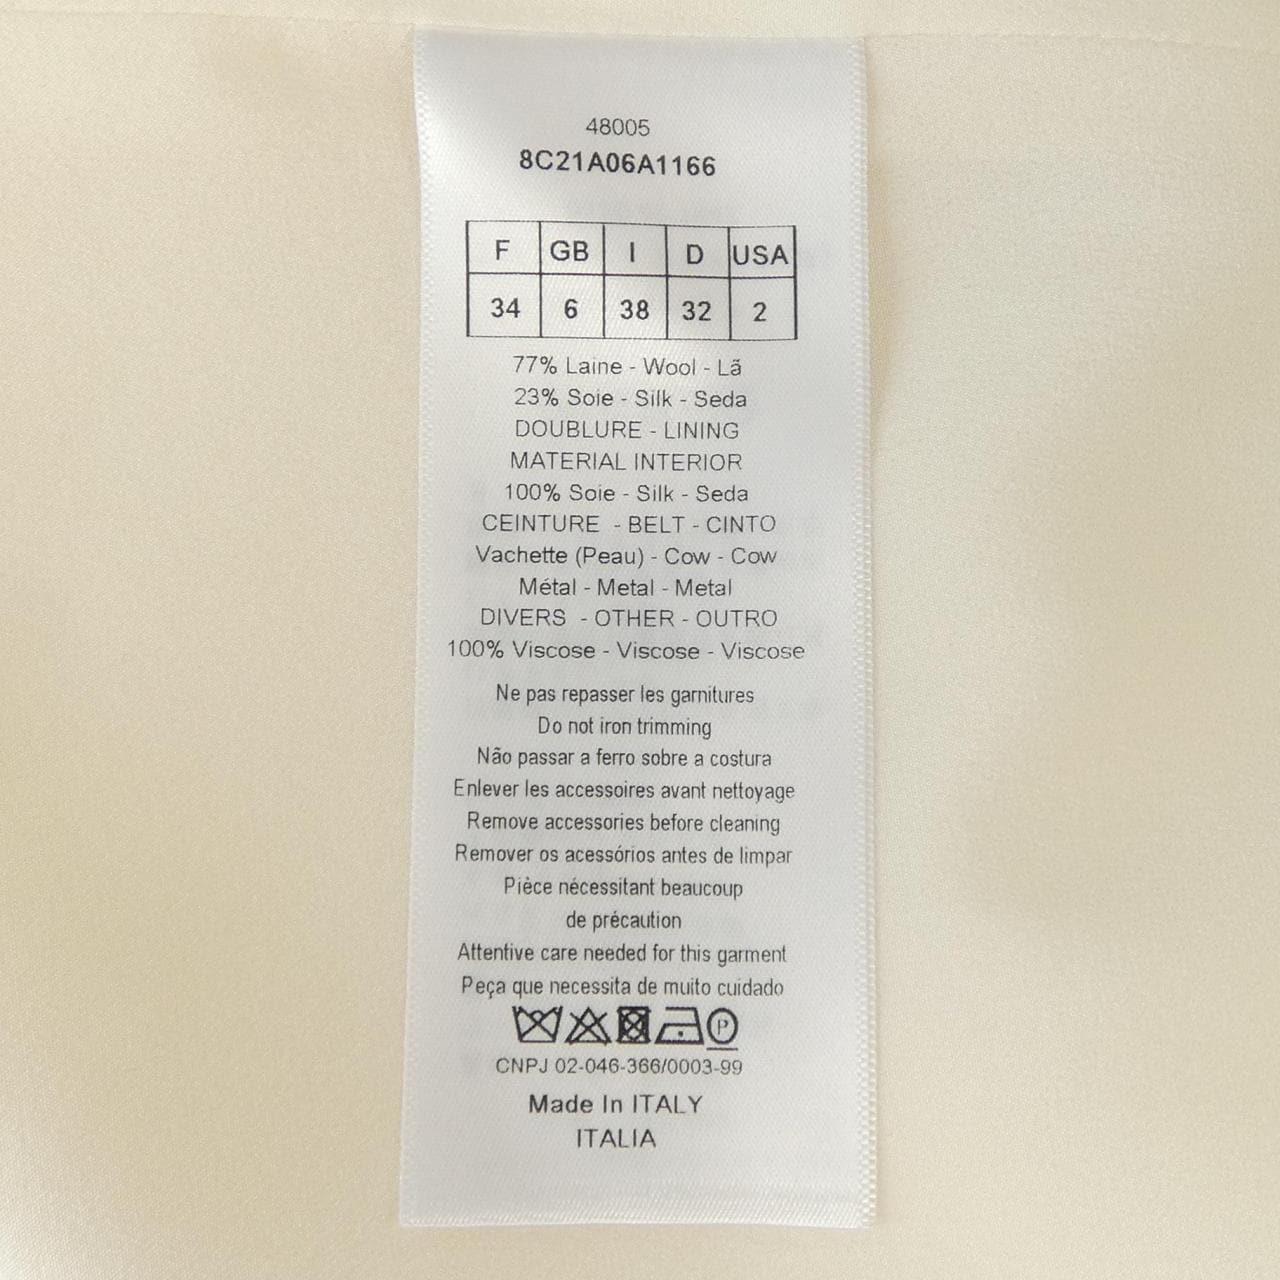 48005
8C21A06A1166
F GB I D USA
34 6 38 32 2
77% Laine - Wool - Lã
23% Soie - Silk - Seda
DOUBLURE - LINING
MATERIAL INTERIOR
100% Soie - Silk - Seda
CEINTURE - BELT - CINTO
Vachette (Peau) - Cow - Cow
Métal - Metal - Metal
DIVERS - OTHER - OUTRO
100% Viscose - Viscose - Viscose
Ne pas repasser les garnitures
Do not iron trimming
Não passar a ferro sobre a costura
Enlever les accessoires avant nettoyage
Remove accessories before cleaning
Remover os acessórios antes de limpar
Pièce nécessitant beaucoup
de précaution
Attentive care needed for this garment
Peça que necessita de muito cuidado
P
CNPJ 02-046-366/0003-99
Made In ITALY
ITALIA